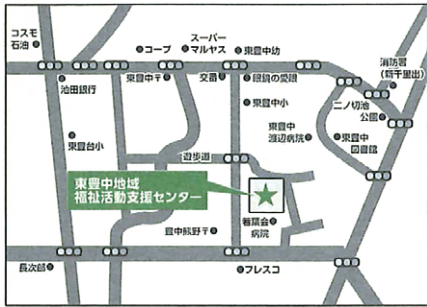 コスモ
石油
コープ
スーパー
マルヤス
東豊中幼
消防署
(新千里出)
池田銀行
東豊中〒
交番
眼鏡の愛眼
東豊中小
二ノ切池
公園
東豊中
渡辺病院
東豊中
図書館
東豊台小
遊歩道
東豊中地域
福祉活動支援センター
若葉会
病院
豊中熊野〒
長次郎
フレスコ